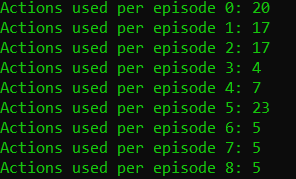 Actions used per episode 0: 20
Actions used per episode 1: 17
Actions used per episode 2: 17
Actions used per episode 3: 4
Actions used per episode 4: 7
Actions used per episode 5: 23
Actions used per episode 6: 5
Actions used per episode 7: 5
Actions used per episode 8: 5